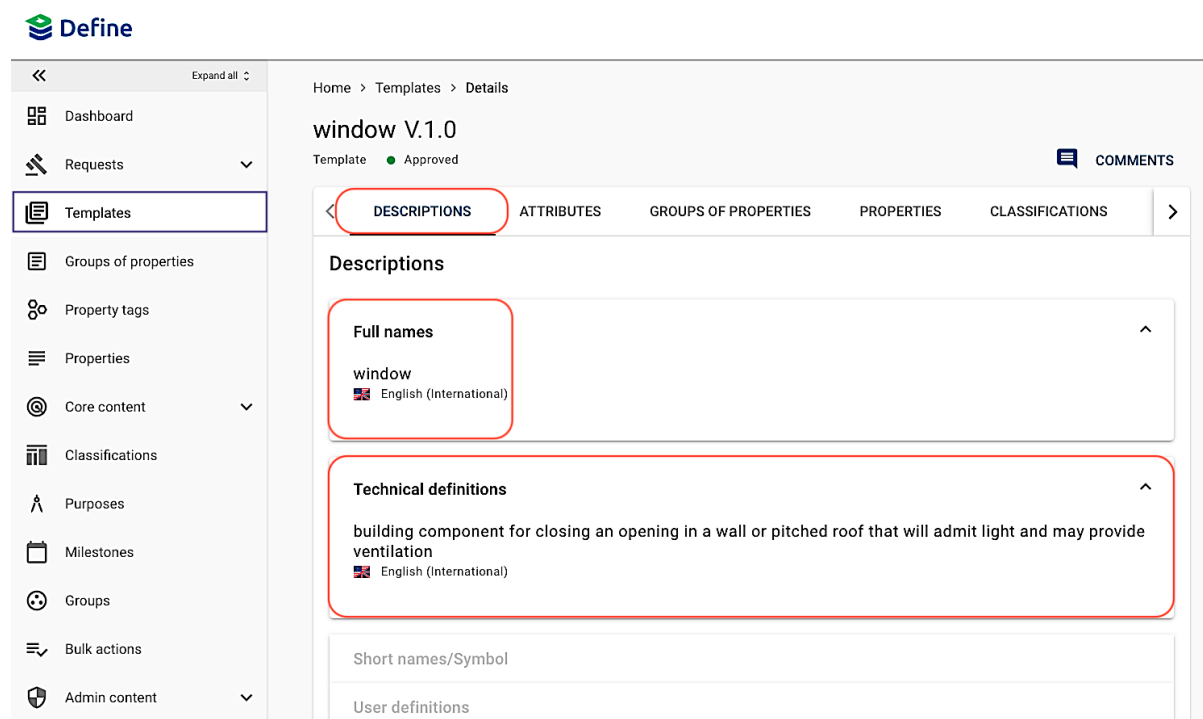 Define
Expand all
Dashboard
Requests
Templates
Groups of properties
Property tags
Properties
Core content
Classifications
Purposes
Milestones
Groups
Bulk actions
Admin content
Home > Templates > Details
window V.1.0
Template Approved
COMMENTS
DESCRIPTIONS ATTRIBUTES GROUPS OF PROPERTIES PROPERTIES CLASSIFICATIONS
Descriptions
Full names
window
English (International)
Technical definitions
building component for closing an opening in a wall or pitched roof that will admit light and may provide
ventilation
English (International)
Short names/Symbol
User definitions